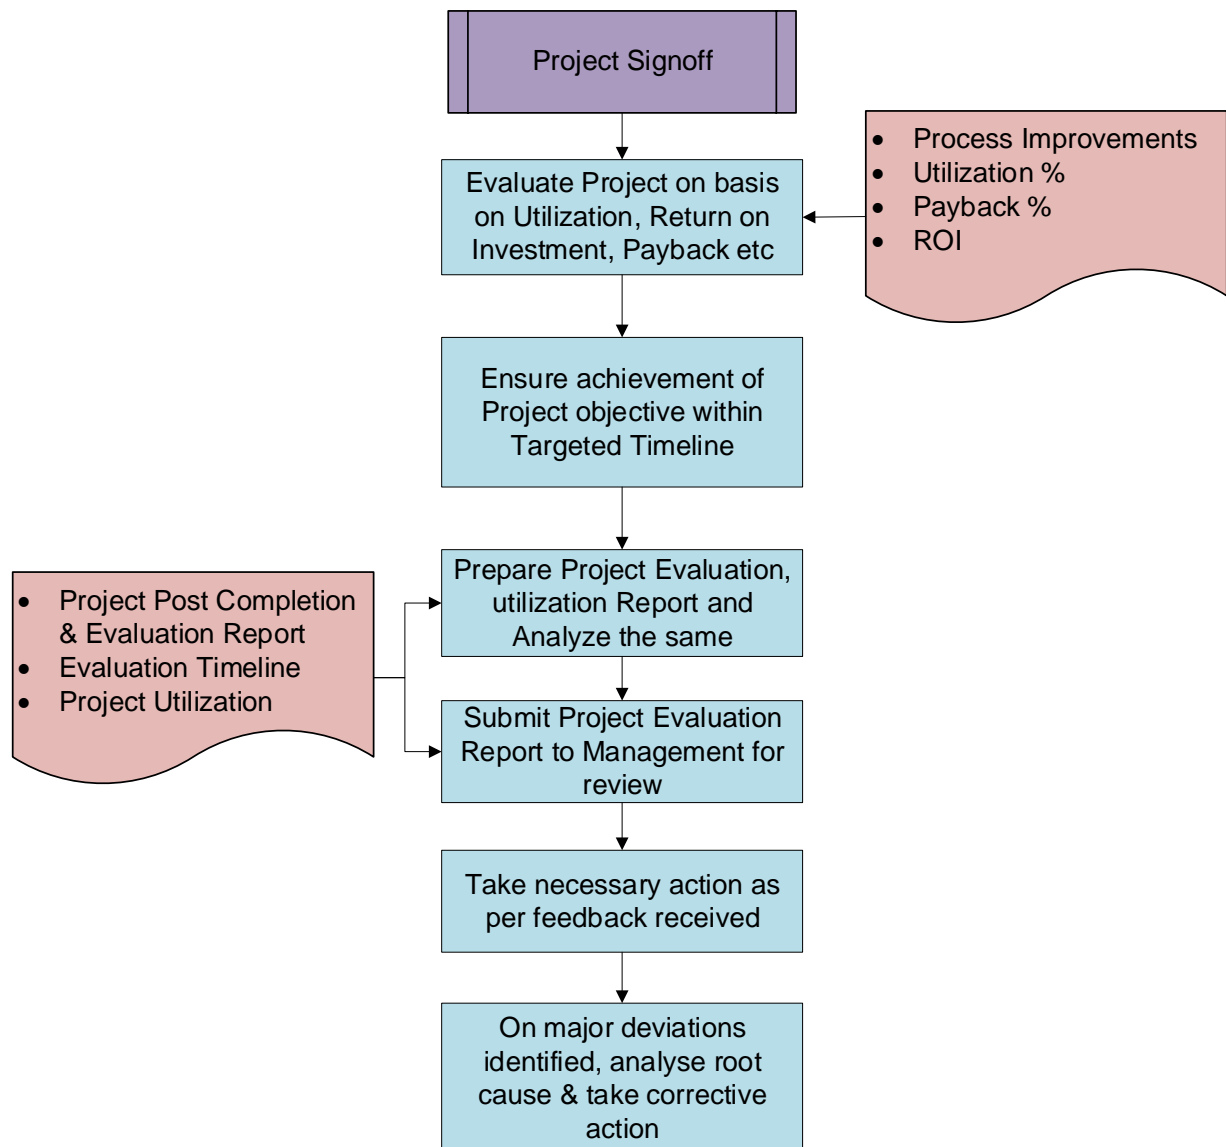 Project Signoff
Evaluate Project on basis
on Utilization, Return on
Investment, Payback etc
• Process Improvements
• Utilization %
• Payback %
• ROI
Ensure achievement of
Project objective within
Targeted Timeline
Prepare Project Evaluation,
utilization Report and
Analyze the same
• Project Post Completion
& Evaluation Report
• Evaluation Timeline
• Project Utilization
Submit Project Evaluation
Report to Management for
review
Take necessary action as
per feedback received
On major deviations
identified, analyse root
cause & take corrective
action